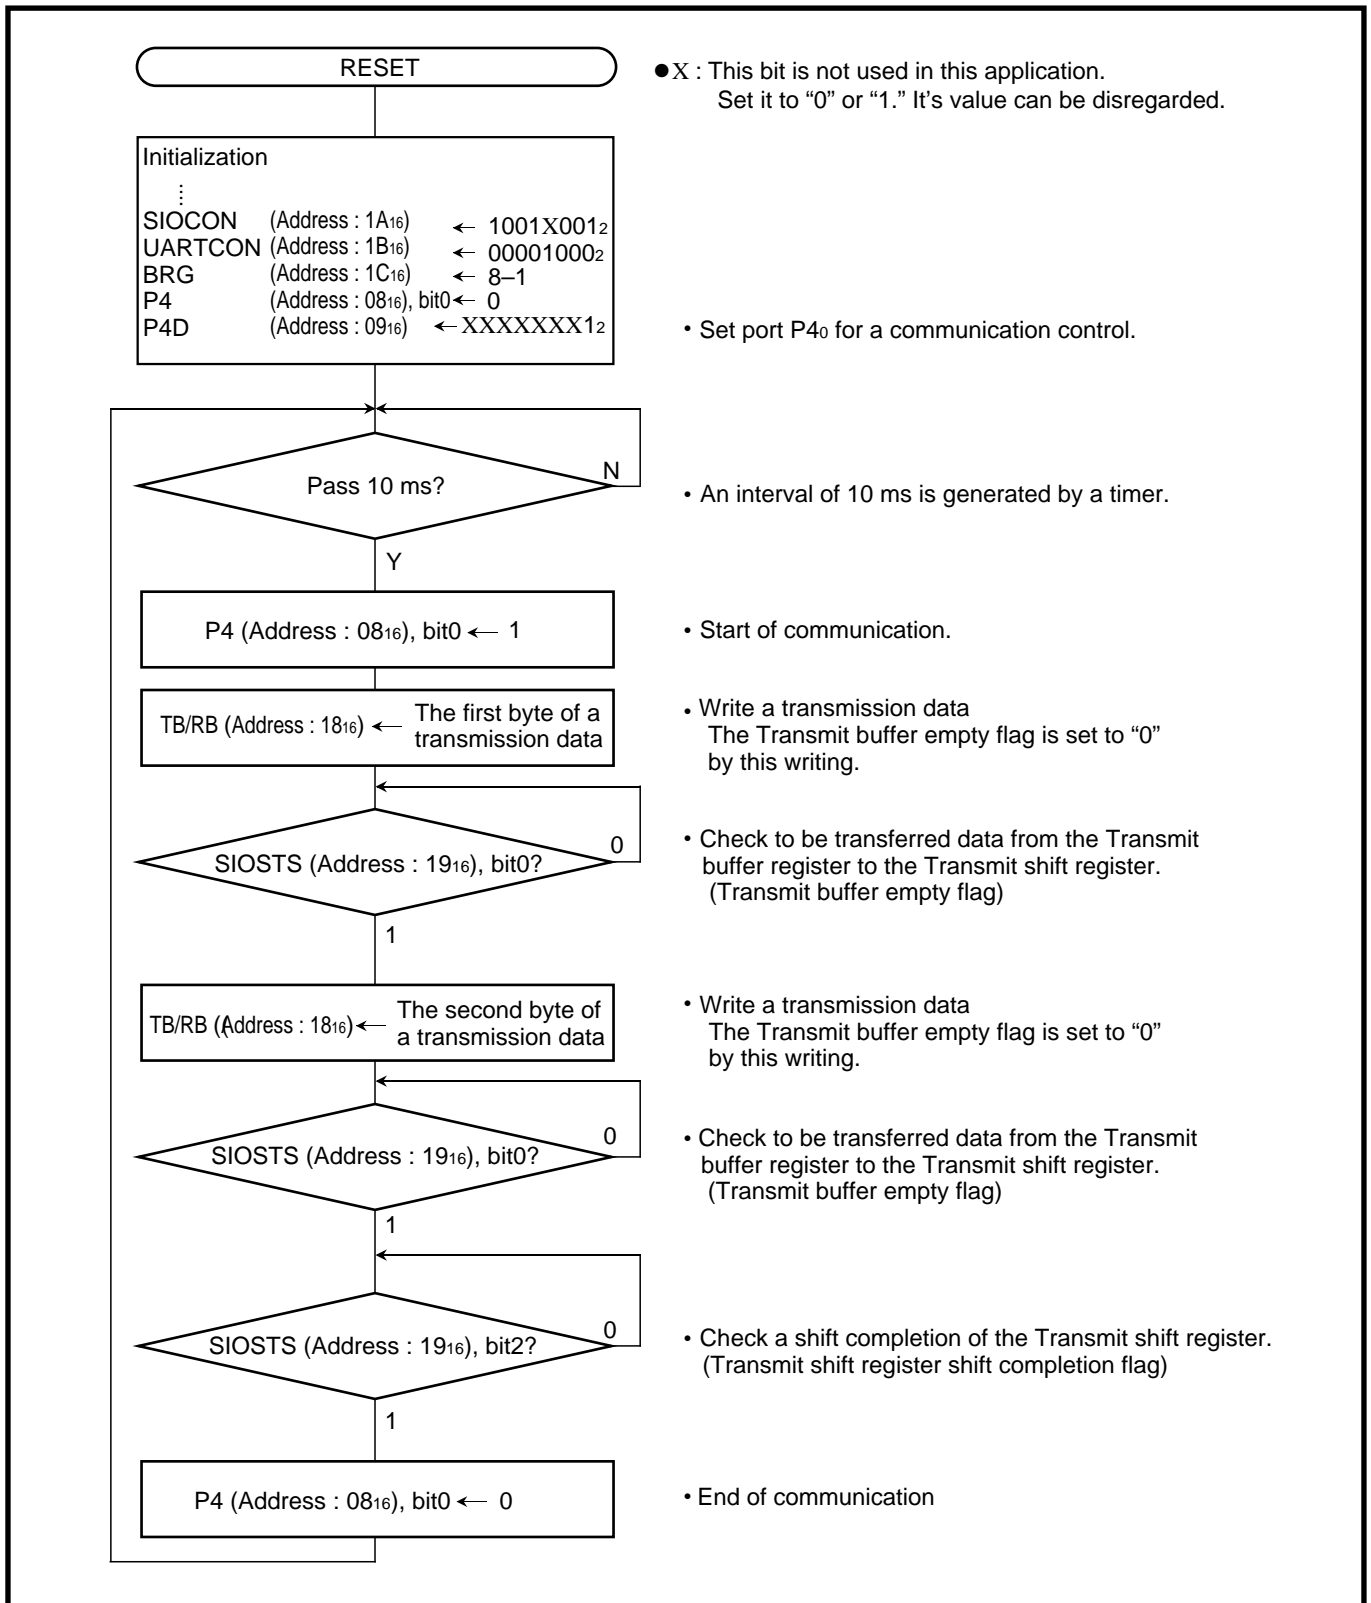 RESET
●X : This bit is not used in this application.
Set it to “0” or “1.” It’s value can be disregarded.
Initialization
SIOCON (Address : 1A16) ← 1001X0012
UARTCON (Address : 1B16) ← 000010002
BRG (Address : 1C16) ← 8–1
P4 (Address : 0816), bit0 ← 0
P4D (Address : 0916) ← XXXXXXX12
• Set port P40 for a communication control.
Pass 10 ms?
N
• An interval of 10 ms is generated by a timer.
Y
P4 (Address : 0816), bit0 ← 1
• Start of communication.
TB/RB (Address : 1816) ← The first byte of a
transmission data
• Write a transmission data
The Transmit buffer empty flag is set to “0”
by this writing.
SIOSTS (Address : 1916), bit0?
0
1
• Check to be transferred data from the Transmit
buffer register to the Transmit shift register.
(Transmit buffer empty flag)
TB/RB ((Address : 1816) ← The second byte of
a transmission data
• Write a transmission data
The Transmit buffer empty flag is set to “0”
by this writing.
SIOSTS (Address : 1916), bit0?
0
1
• Check to be transferred data from the Transmit
buffer register to the Transmit shift register.
(Transmit buffer empty flag)
SIOSTS (Address : 1916), bit2?
0
1
• Check a shift completion of the Transmit shift register.
(Transmit shift register shift completion flag)
P4 (Address : 0816), bit0 ← 0
• End of communication